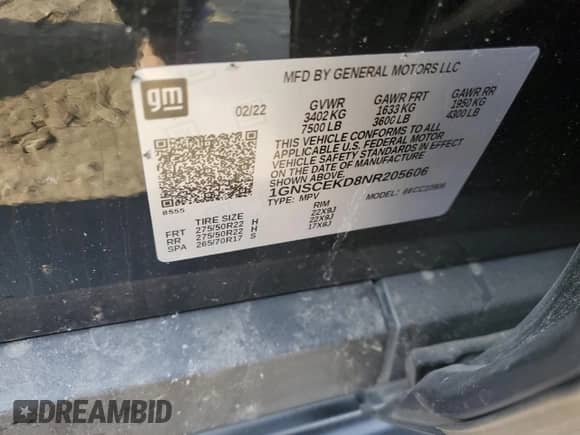 gm
MFD BY GENERAL MOTORS LLC
02/22 GVWR GAWR FRT GAWR RR
3402 KG 1633 KG 1950 KG
7500 LB 3600 LB 4300 LB
THIS VEHICLE CONFORMS TO ALL
APPLICABLE U.S. FEDERAL MOTOR
VEHICLE SAFETY STANDARDS IN
EFFECT ON THE DATE OF MANUFACTURE
SHOWN ABOVE.
1GNSCEKD8NR205606
TYPE: MPV MODEL:
8555
TIRE SIZE RIM
FRT 275/50R22 H 22X9J
RR 275/50R22 H 22X9J
SPA 265/70R17 S 17X8J
DREAMBID